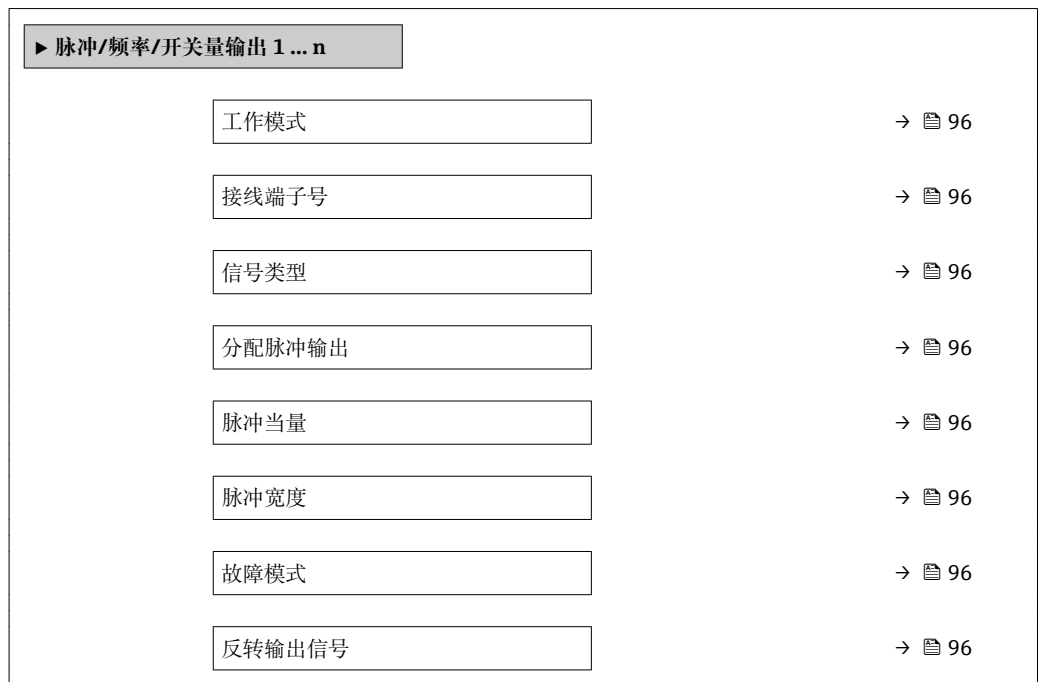 ▶ 脉冲/频率/开关量输出 1 ... n
工作模式 → 96
接线端子号 → 96
信号类型 → 96
分配脉冲输出 → 96
脉冲当量 → 96
脉冲宽度 → 96
故障模式 → 96
反转输出信号 → 96